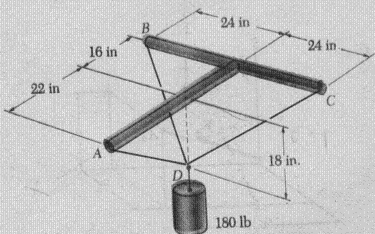 24 in
B
16 in
24 in
22 in
C
A
18 in.
D
180 lb